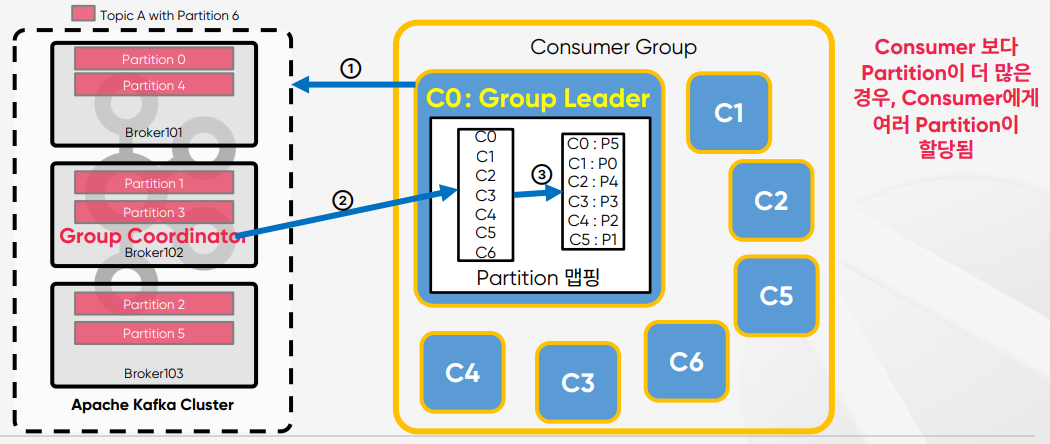 Topic A with Partition 6
Partition 0
Partition 4
Broker101
Partition 1
Partition 3
Group Coordinator
Broker102
Partition 2
Partition 5
Broker103
Apache Kafka Cluster
①
②
Consumer Group
C0 : Group Leader
C0
C1
C2
C3
C4
C5
C6
③
C0 : P5
C1 : P0
C2 : P4
C3 : P3
C4 : P2
C5 : P1
Partition 맵핑
C1
C2
C5
C6
C3
C4
Consumer 보다
Partition이 더 많은
경우, Consumer에게
여러 Partition이
할당됨